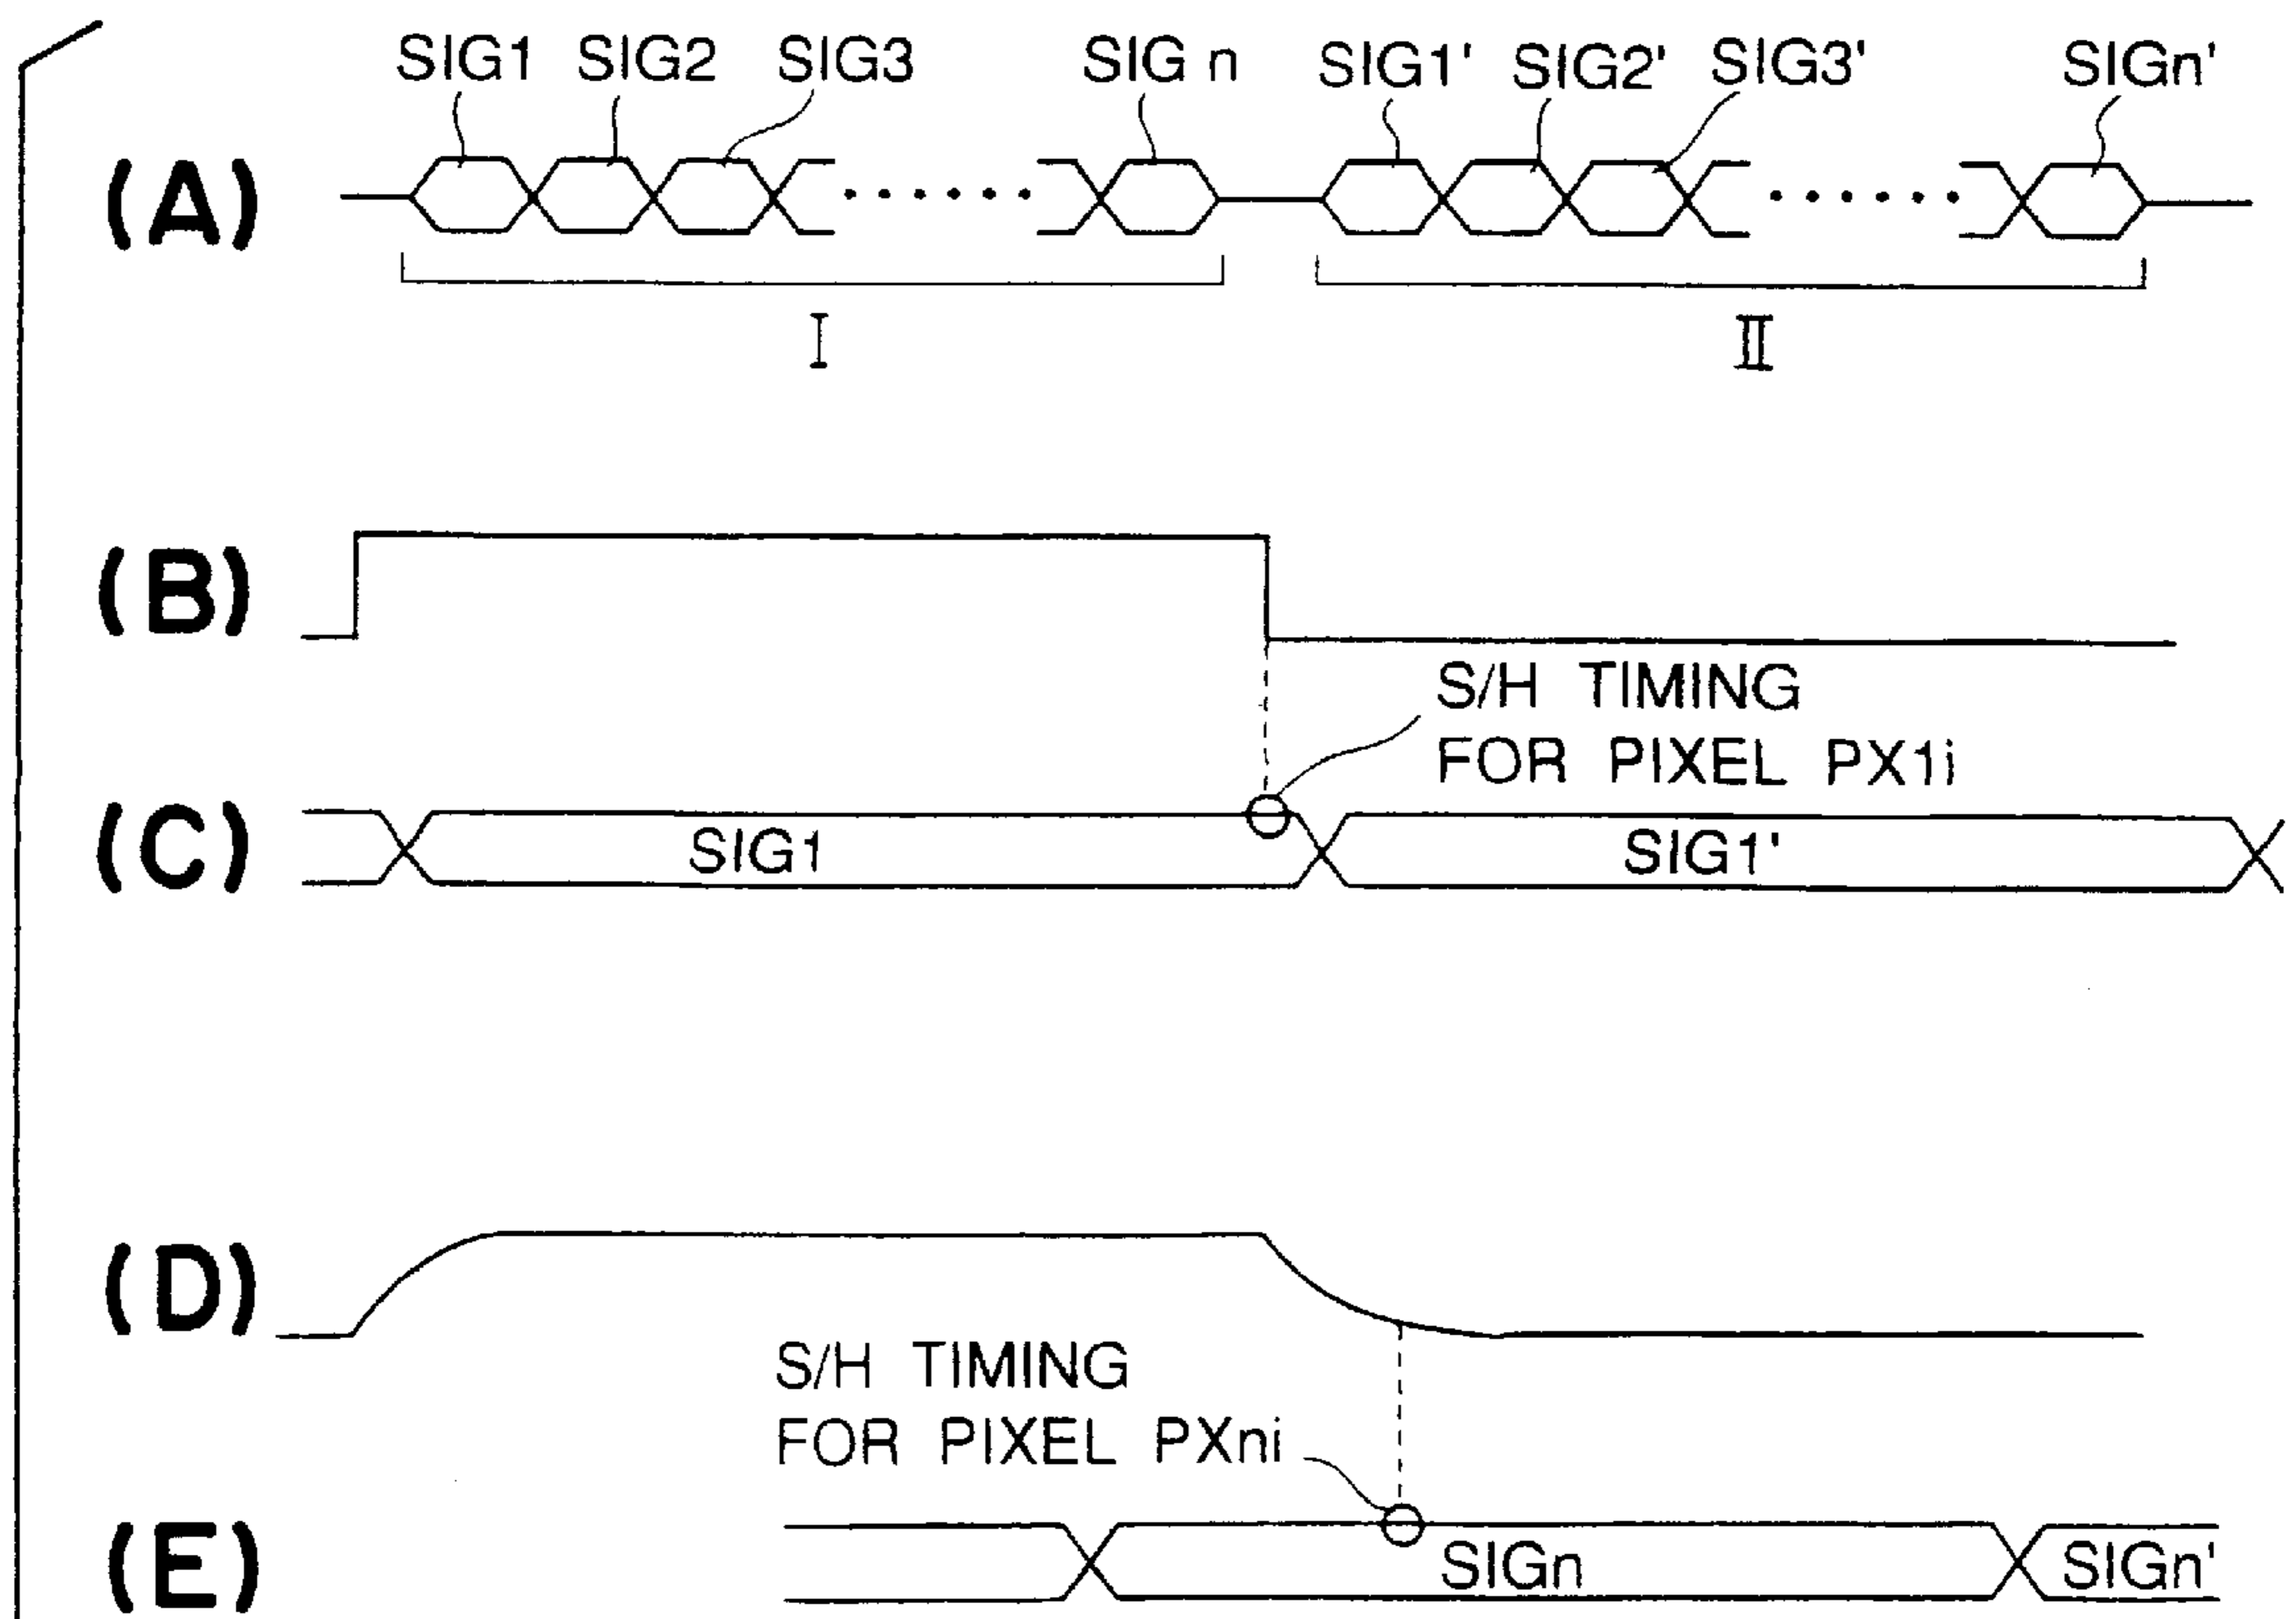 SIG1 SIG2 SIG3 SIG n SIG1' SIG2' SIG3' SIGn'
(A)
I II
(B)
S/H TIMING
FOR PIXEL PX1i
(C)
SIG1 SIG1'
(D)
S/H TIMING
FOR PIXEL PXni
(E)
SIGn SIGn'